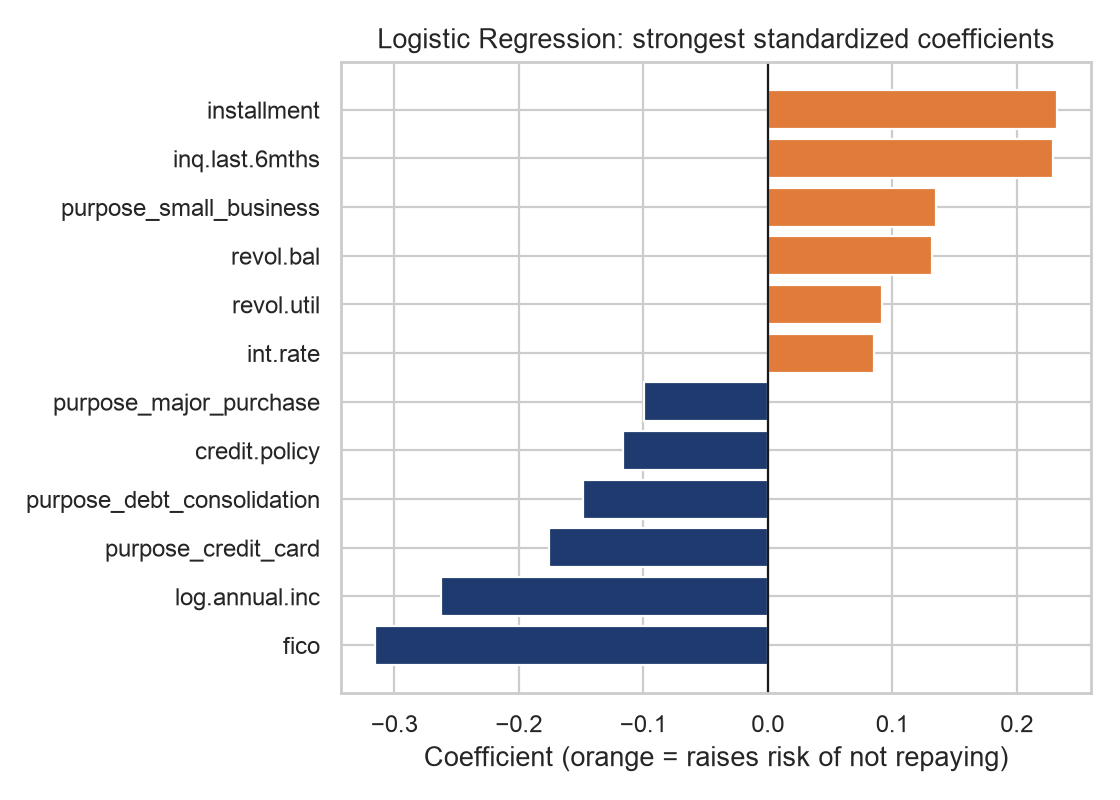 Logistic Regression: strongest standardized coefficients
installment
inq.last.6mths
purpose_small_business
revol.bal
revol.util
int.rate
purpose_major_purchase
credit.policy
purpose_debt_consolidation
purpose_credit_card
log.annual.inc
fico
−0.3 −0.2 −0.1 0.0 0.1 0.2
Coefficient (orange = raises risk of not repaying)